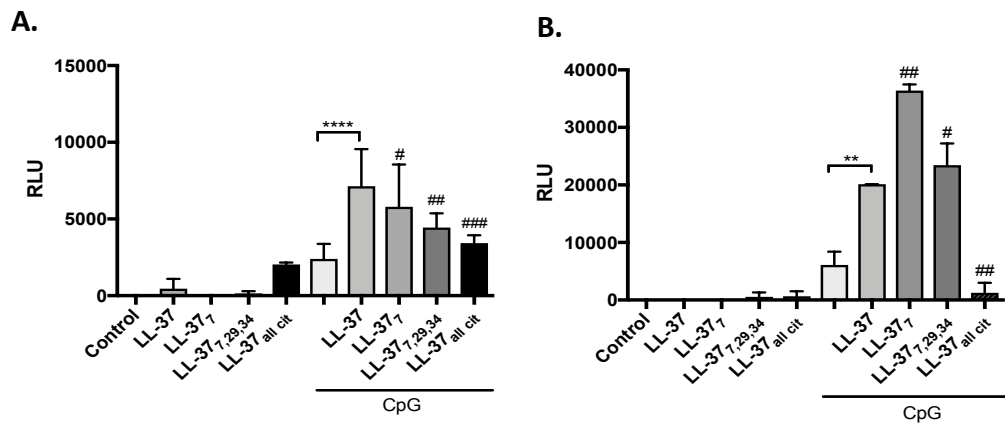 A.
15000
10000
5000
0
RLU
****
#
##
###
Control
LL-37
LL-37₇
LL-37₇,₂₉,₃₄
LL-37 all cit
LL-37
LL-37₇
LL-37₇,₂₉,₃₄
LL-37 all cit
CpG
B.
40000
30000
20000
10000
0
RLU
**
##
#
##
Control
LL-37
LL-37₇
LL-37₇,₂₉,₃₄
LL-37 all cit
LL-37
LL-37₇
LL-37₇,₂₉,₃₄
LL-37 all cit
CpG